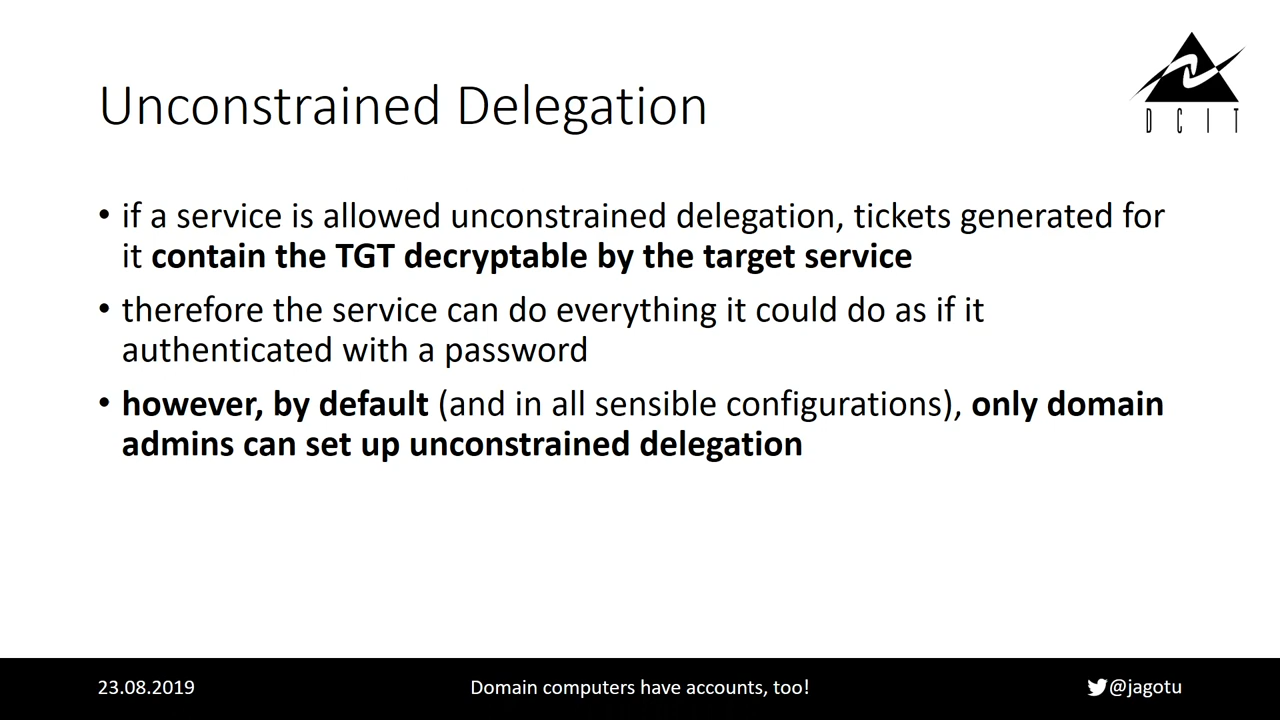 DCIT
Unconstrained Delegation
• if a service is allowed unconstrained delegation, tickets generated for
it contain the TGT decryptable by the target service
• therefore the service can do everything it could do as if it
authenticated with a password
• however, by default (and in all sensible configurations), only domain
admins can set up unconstrained delegation
23.08.2019
Domain computers have accounts, too!
@jagotu